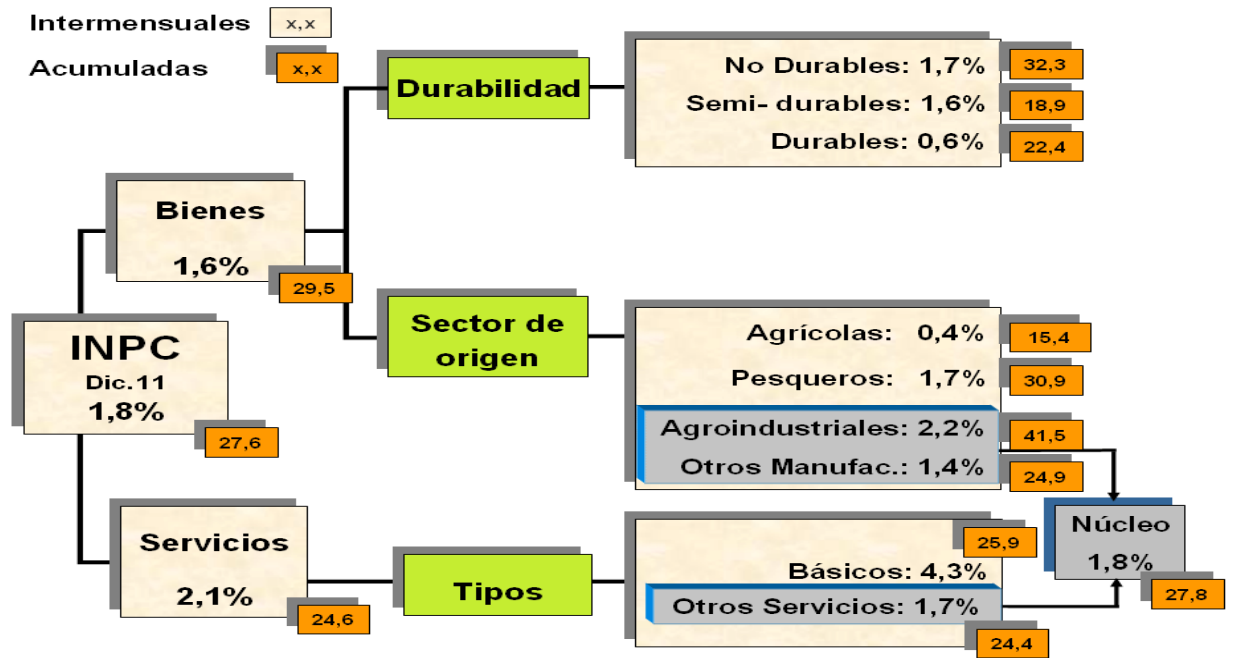 Intermensuales x,x
Acumuladas x,x
Durabilidad
No Durables: 1,7% 32,3
Semi- durables: 1,6% 18,9
Durables: 0,6% 22,4
Bienes
1,6%
29,5
Sector de
origen
Agrícolas: 0,4% 15,4
Pesqueros: 1,7% 30,9
Agroindustriales: 2,2% 41,5
Otros Manufac.: 1,4% 24,9
INPC
Dic.11
1,8%
27,6
Servicios
2,1%
24,6
Tipos
25,9
Básicos: 4,3%
Otros Servicios: 1,7%
24,4
Núcleo
1,8%
27,8